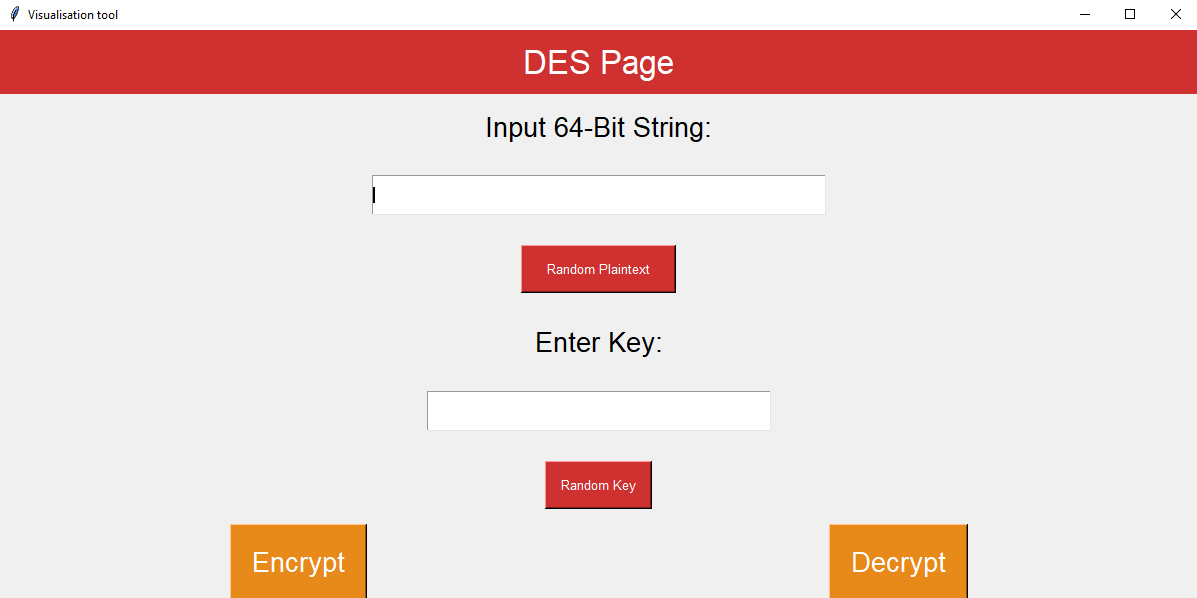 Visualisation tool
DES Page
Input 64-Bit String:
Random Plaintext
Enter Key:
Random Key
Encrypt
Decrypt